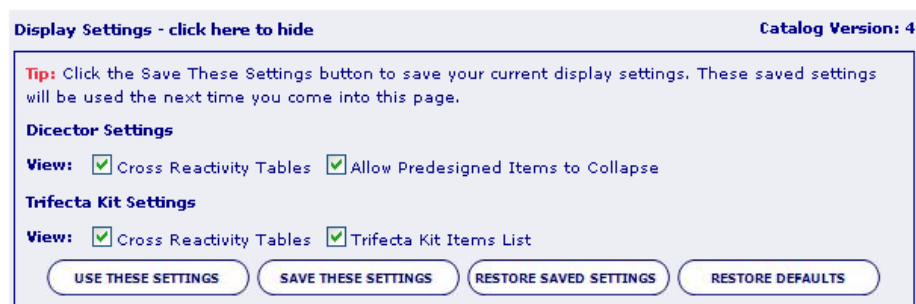 Display Settings - click here to hide Catalog Version: 4
Tip: Click the Save These Settings button to save your current display settings. These saved settings
will be used the next time you come into this page.
Dicector Settings
View: Cross Reactivity Tables Allow Predesigned Items to Collapse
Trifecta Kit Settings
View: Cross Reactivity Tables Trifecta Kit Items List
USE THESE SETTINGS SAVE THESE SETTINGS RESTORE SAVED SETTINGS RESTORE DEFAULTS